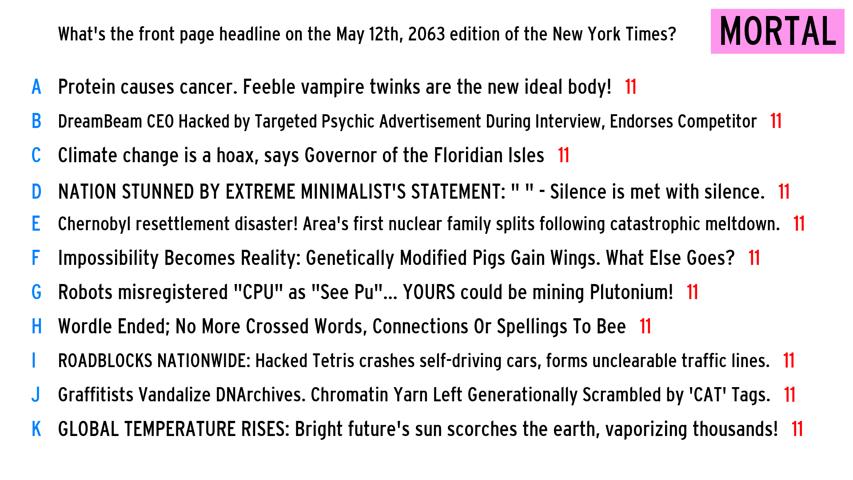 What's the front page headline on the May 12th, 2063 edition of the New York Times?
MORTAL
A Protein causes cancer. Feeble vampire twinks are the new ideal body! 11
B DreamBeam CEO Hacked by Targeted Psychic Advertisement During Interview, Endorses Competitor 11
C Climate change is a hoax, says Governor of the Floridian Isles 11
D NATION STUNNED BY EXTREME MINIMALIST'S STATEMENT: " " - Silence is met with silence. 11
E Chernobyl resettlement disaster! Area's first nuclear family splits following catastrophic meltdown. 11
F Impossibility Becomes Reality: Genetically Modified Pigs Gain Wings. What Else Goes? 11
G Robots misregistered "CPU" as "See Pu"... YOURS could be mining Plutonium! 11
H Wordle Ended; No More Crossed Words, Connections Or Spellings To Bee 11
I ROADBLOCKS NATIONWIDE: Hacked Tetris crashes self-driving cars, forms unclearable traffic lines. 11
J Graffitists Vandalize DNArchives. Chromatin Yarn Left Generationally Scrambled by 'CAT' Tags. 11
K GLOBAL TEMPERATURE RISES: Bright future's sun scorches the earth, vaporizing thousands! 11